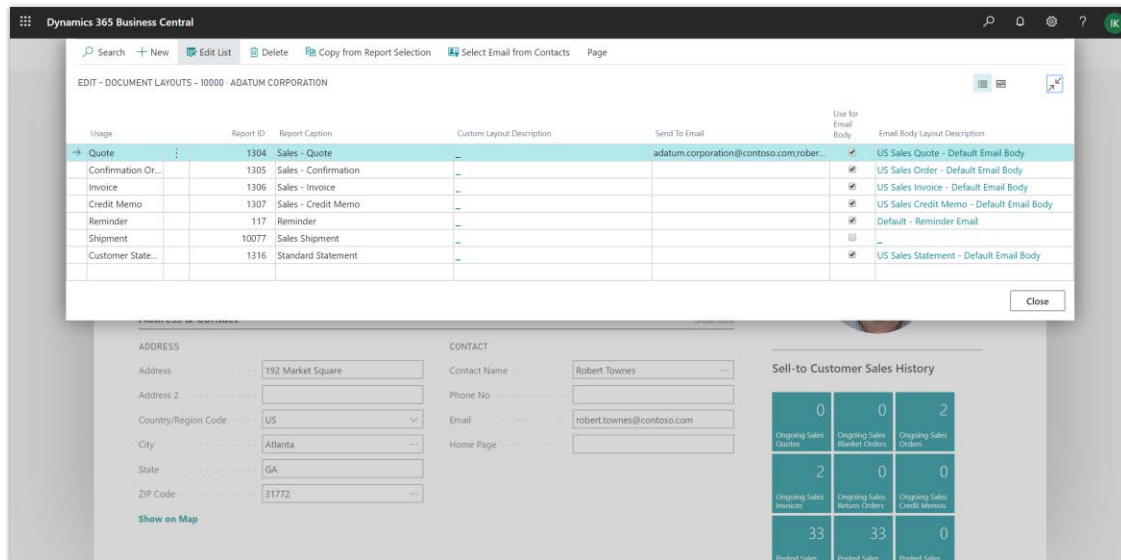 Dynamics 365 Business Central ? IK
Search + New Edit List Delete Copy from Report Selection Select Email from Contacts Page
EDIT - DOCUMENT LAYOUTS - 10000 · ADATUM CORPORATION
Usage Report ID Report Caption Custom Layout Description Send To Email Use for Email Body Email Body Layout Description
→ Quote 1304 Sales - Quote _ adatum.corporation@contoso.com;rober... US Sales Quote - Default Email Body
Confirmation Or... 1305 Sales - Confirmation _ US Sales Order - Default Email Body
Invoice 1306 Sales - Invoice _ US Sales Invoice - Default Email Body
Credit Memo 1307 Sales - Credit Memo _ US Sales Credit Memo - Default Email Body
Reminder 117 Reminder _ Default - Reminder Email
Shipment 10077 Sales Shipment _ _
Customer State... 1316 Standard Statement _ US Sales Statement - Default Email Body
Close
ADDRESS CONTACT
Address 192 Market Square Contact Name Robert Townes
Address 2 Phone No.
Country/Region Code US Email robert.townes@contoso.com
City Atlanta Home Page
State GA
ZIP Code 31772
Show on Map
Sell-to Customer Sales History
0 0 2
Ongoing Sales Quotes Ongoing Sales Blanket Orders Ongoing Sales Orders
2 0 0
Ongoing Sales Invoices Ongoing Sales Return Orders Ongoing Sales Credit Memos
33 33 0
Posted Sales Posted Sales Posted Sales